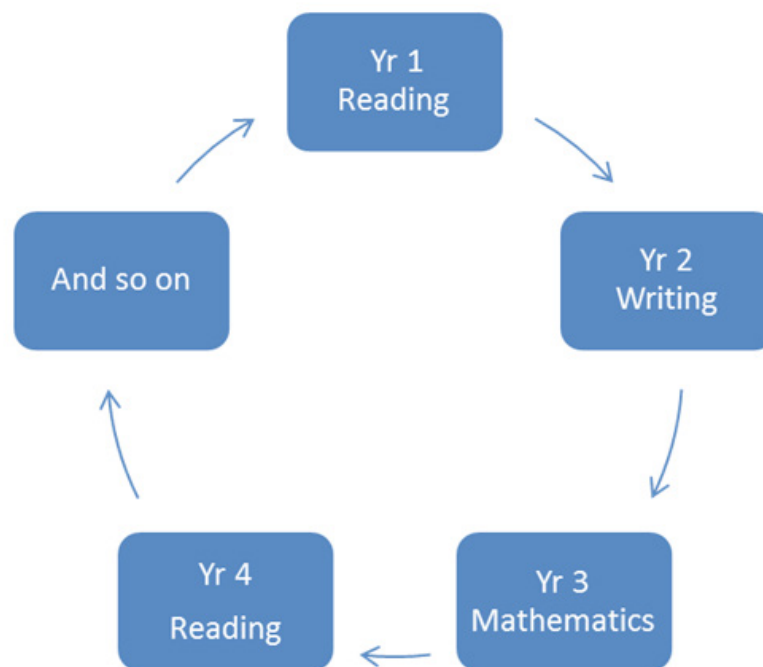 Yr 1
Reading
Yr 2
Writing
Yr 3
Mathematics
Yr 4
Reading
And so on